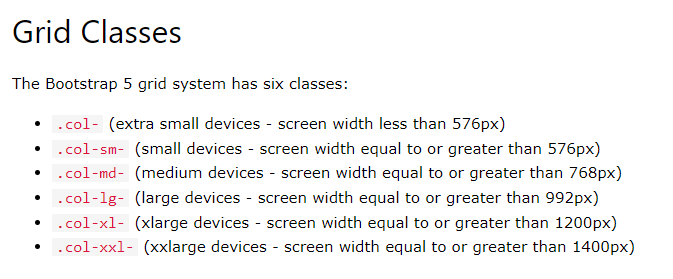 Grid Classes
The Bootstrap 5 grid system has six classes:
• .col- (extra small devices - screen width less than 576px)
• .col-sm- (small devices - screen width equal to or greater than 576px)
• .col-md- (medium devices - screen width equal to or greater than 768px)
• .col-lg- (large devices - screen width equal to or greater than 992px)
• .col-xl- (xlarge devices - screen width equal to or greater than 1200px)
• .col-xxl- (xxlarge devices - screen width equal to or greater than 1400px)